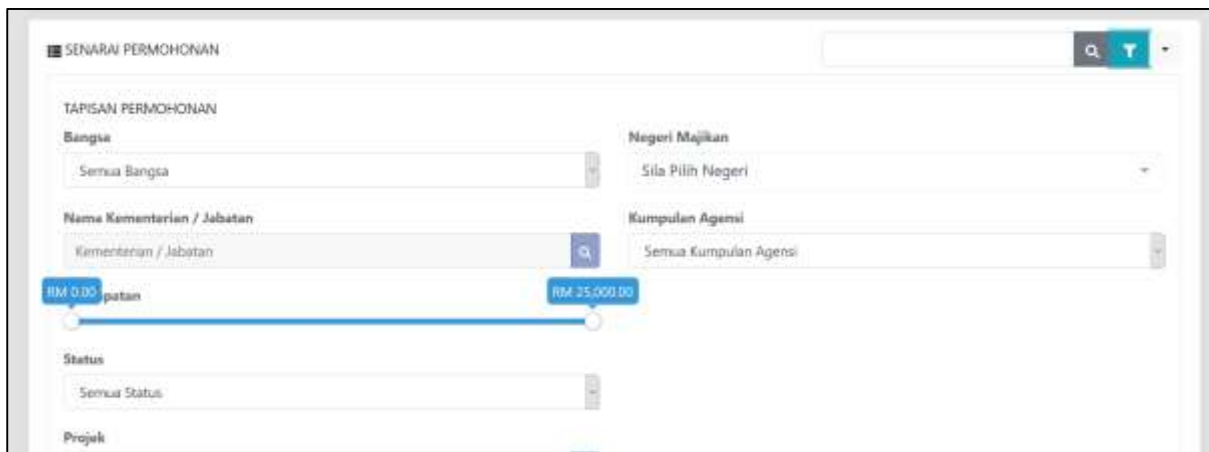 SENARAI PERMOHONAN
TAPISAN PERMOHONAN
Bangsa
Negeri Majikan
Semua Bangsa
Sila Pilih Negeri
Nama Kementerian / Jabatan
Kumpulan Agensi
Kementerian / Jabatan
Semua Kumpulan Agensi
RM 0.00 patan RM 25,000.00
Status
Semua Status
Projek